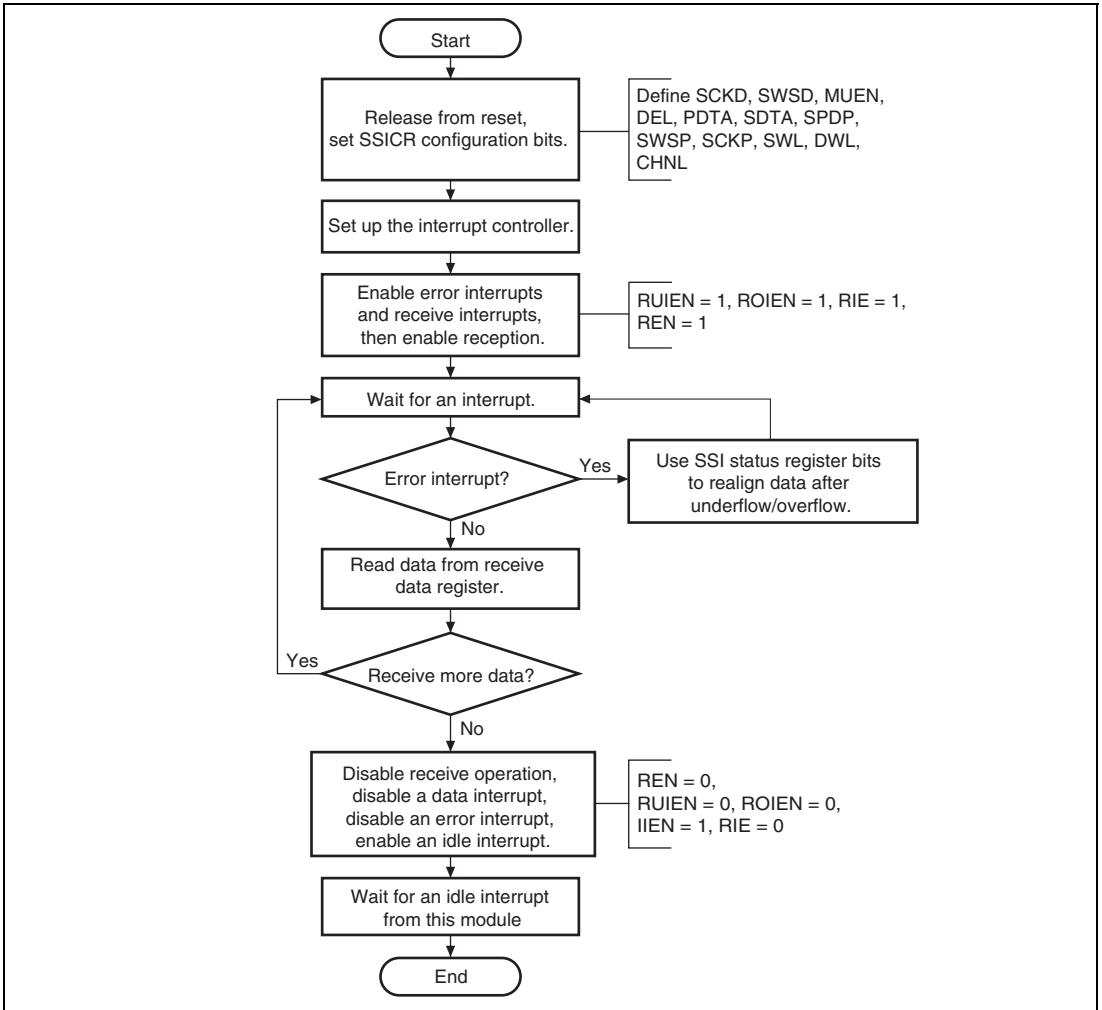 Start
Release from reset,
set SSICR configuration bits.
Define SCKD, SWSD, MUEN,
DEL, PDTA, SDTA, SPDP,
SWSP, SCKP, SWL, DWL,
CHNL
Set up the interrupt controller.
Enable error interrupts
and receive interrupts,
then enable reception.
RUIEN = 1, ROIEN = 1, RIE = 1,
REN = 1
Wait for an interrupt.
Error interrupt?
Yes
Use SSI status register bits
to realign data after
underflow/overflow.
No
Read data from receive
data register.
Yes
Receive more data?
No
Disable receive operation,
disable a data interrupt,
disable an error interrupt,
enable an idle interrupt.
REN = 0,
RUIEN = 0, ROIEN = 0,
IIEN = 1, RIE = 0
Wait for an idle interrupt
from this module
End